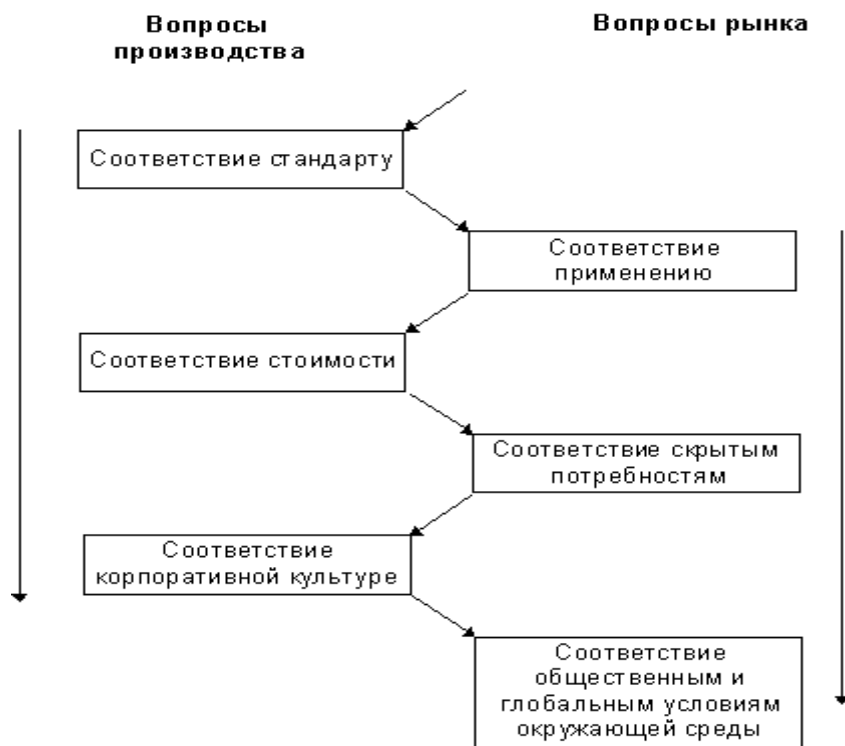 Вопросы
производства
Вопросы рынка
Соответствие стандарту
Соответствие
применению
Соответствие стоимости
Соответствие скрытым
потребностям
Соответствие
корпоративной культуре
Соответствие
общественным и
глобальным условиям
окружающей среды